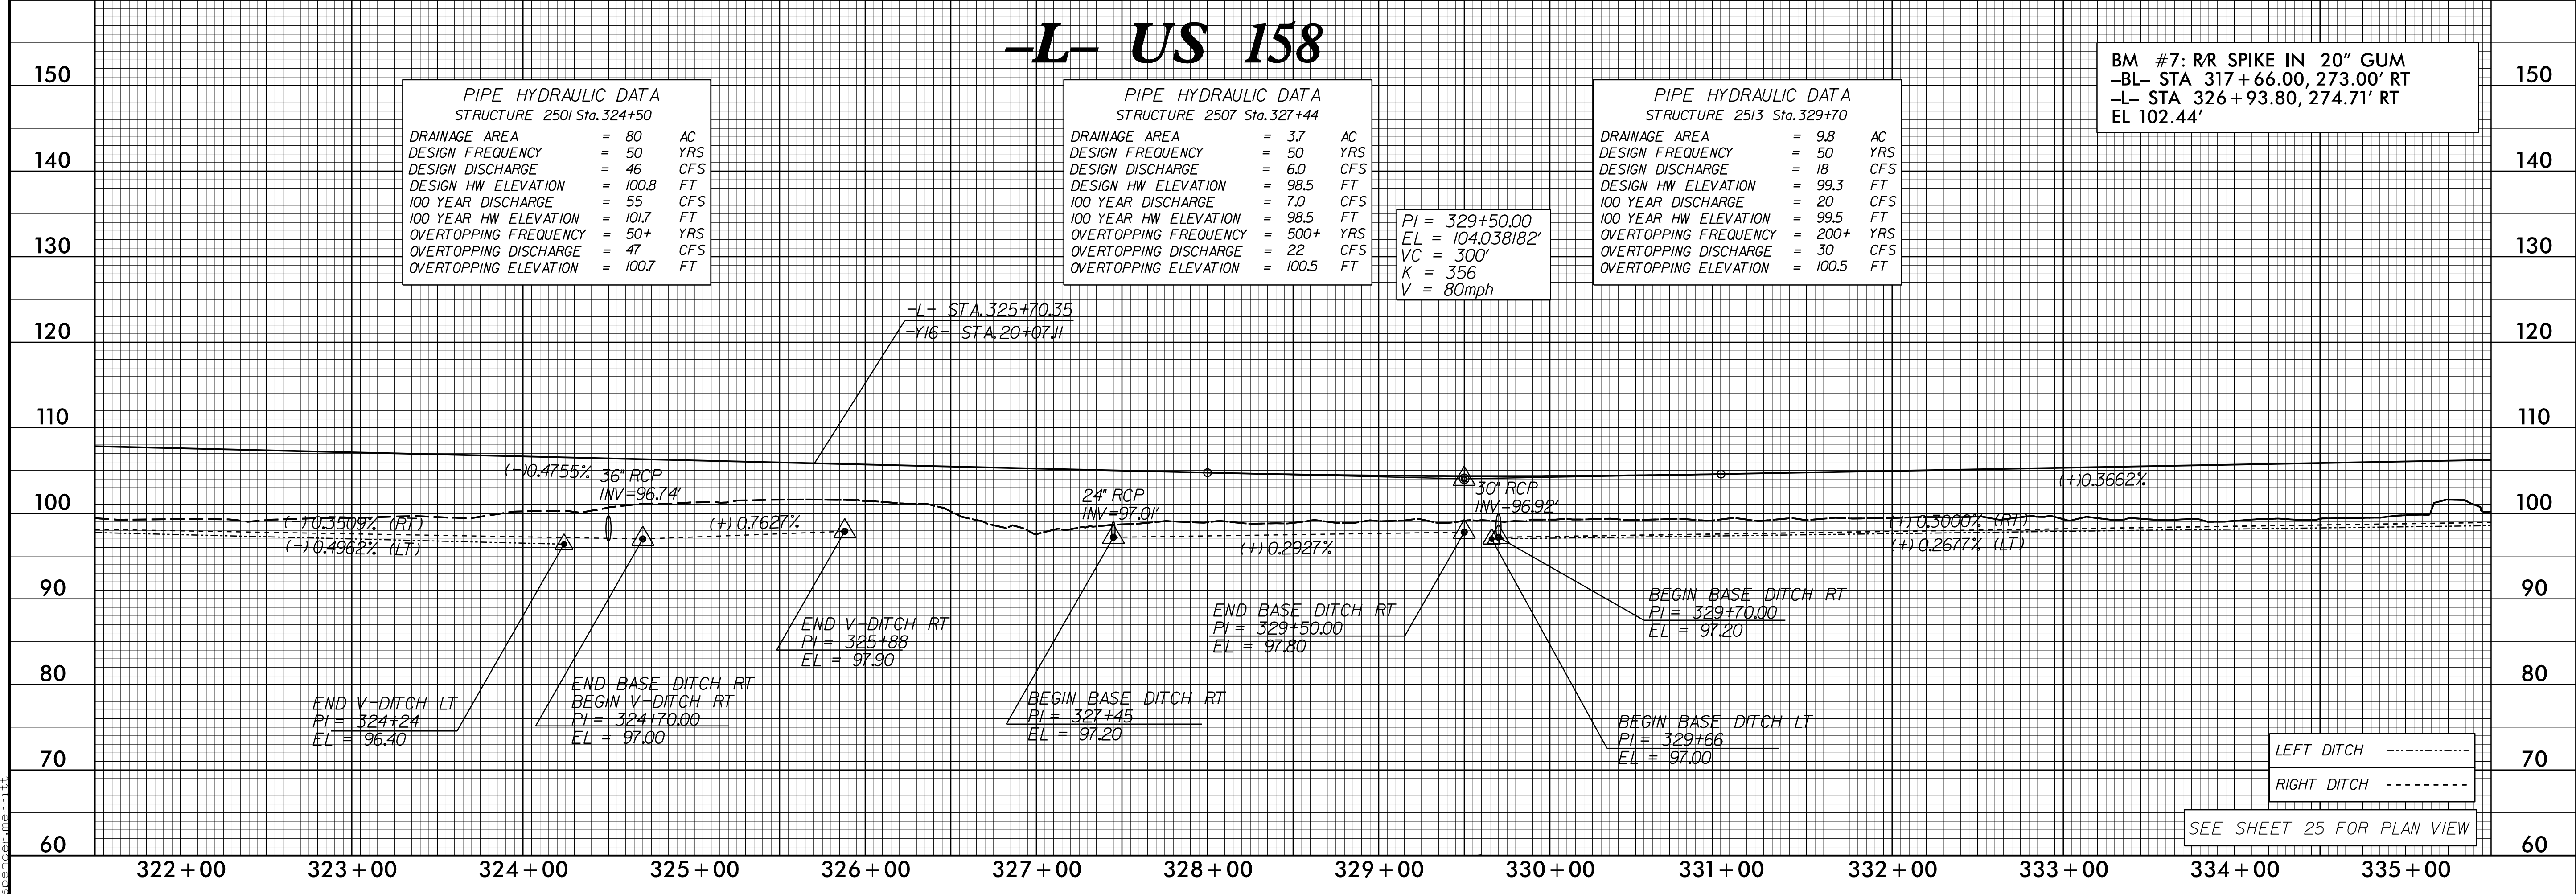 –L– US 158
BM #7: R/R SPIKE IN 20" GUM
–BL– STA 317+66.00, 273.00' RT
–L– STA 326+93.80, 274.71' RT
EL 102.44'
PIPE HYDRAULIC DATA
STRUCTURE 2501 Sta. 324+50
DRAINAGE AREA = 80 AC
DESIGN FREQUENCY = 50 YRS
DESIGN DISCHARGE = 46 CFS
DESIGN HW ELEVATION = 100.8 FT
100 YEAR DISCHARGE = 55 CFS
100 YEAR HW ELEVATION = 101.7 FT
OVERTOPPING FREQUENCY = 50+ YRS
OVERTOPPING DISCHARGE = 47 CFS
OVERTOPPING ELEVATION = 100.7 FT
PIPE HYDRAULIC DATA
STRUCTURE 2507 Sta. 327+44
DRAINAGE AREA = 3.7 AC
DESIGN FREQUENCY = 50 YRS
DESIGN DISCHARGE = 6.0 CFS
DESIGN HW ELEVATION = 98.5 FT
100 YEAR DISCHARGE = 7.0 CFS
100 YEAR HW ELEVATION = 98.5 FT
OVERTOPPING FREQUENCY = 500+ YRS
OVERTOPPING DISCHARGE = 22 CFS
OVERTOPPING ELEVATION = 100.5 FT
PI = 329+50.00
EL = 104.038182'
VC = 300'
K = 356
V = 80mph
PIPE HYDRAULIC DATA
STRUCTURE 2513 Sta. 329+70
DRAINAGE AREA = 9.8 AC
DESIGN FREQUENCY = 50 YRS
DESIGN DISCHARGE = 18 CFS
DESIGN HW ELEVATION = 99.3 FT
100 YEAR DISCHARGE = 20 CFS
100 YEAR HW ELEVATION = 99.5 FT
OVERTOPPING FREQUENCY = 200+ YRS
OVERTOPPING DISCHARGE = 30 CFS
OVERTOPPING ELEVATION = 100.5 FT
–L– STA. 325+70.35
–Y16– STA. 20+07.11
(–)0.4755%
36" RCP
INV=96.74'
24" RCP
INV=97.01'
30" RCP
INV=96.92'
(+)0.3662%
(–) 0.3509% (RT)
(–) 0.4962% (LT)
(+) 0.7627%
(+) 0.2927%
(+) 0.3000% (RT)
(+) 0.2677% (LT)
END V-DITCH LT
PI = 324+24
EL = 96.40
END BASE DITCH RT
BEGIN V-DITCH RT
PI = 324+70.00
EL = 97.00
END V-DITCH RT
PI = 325+88
EL = 97.90
BEGIN BASE DITCH RT
PI = 327+45
EL = 97.20
END BASE DITCH RT
PI = 329+50.00
EL = 97.80
BEGIN BASE DITCH RT
PI = 329+70.00
EL = 97.20
BEGIN BASE DITCH LT
PI = 329+66
EL = 97.00
LEFT DITCH
RIGHT DITCH
SEE SHEET 25 FOR PLAN VIEW
150 150
140 140
130 130
120 120
110 110
100 100
90 90
80 80
70 70
60 60
322+00 323+00 324+00 325+00 326+00 327+00 328+00 329+00 330+00 331+00 332+00 333+00 334+00 335+00
spencer.merritt